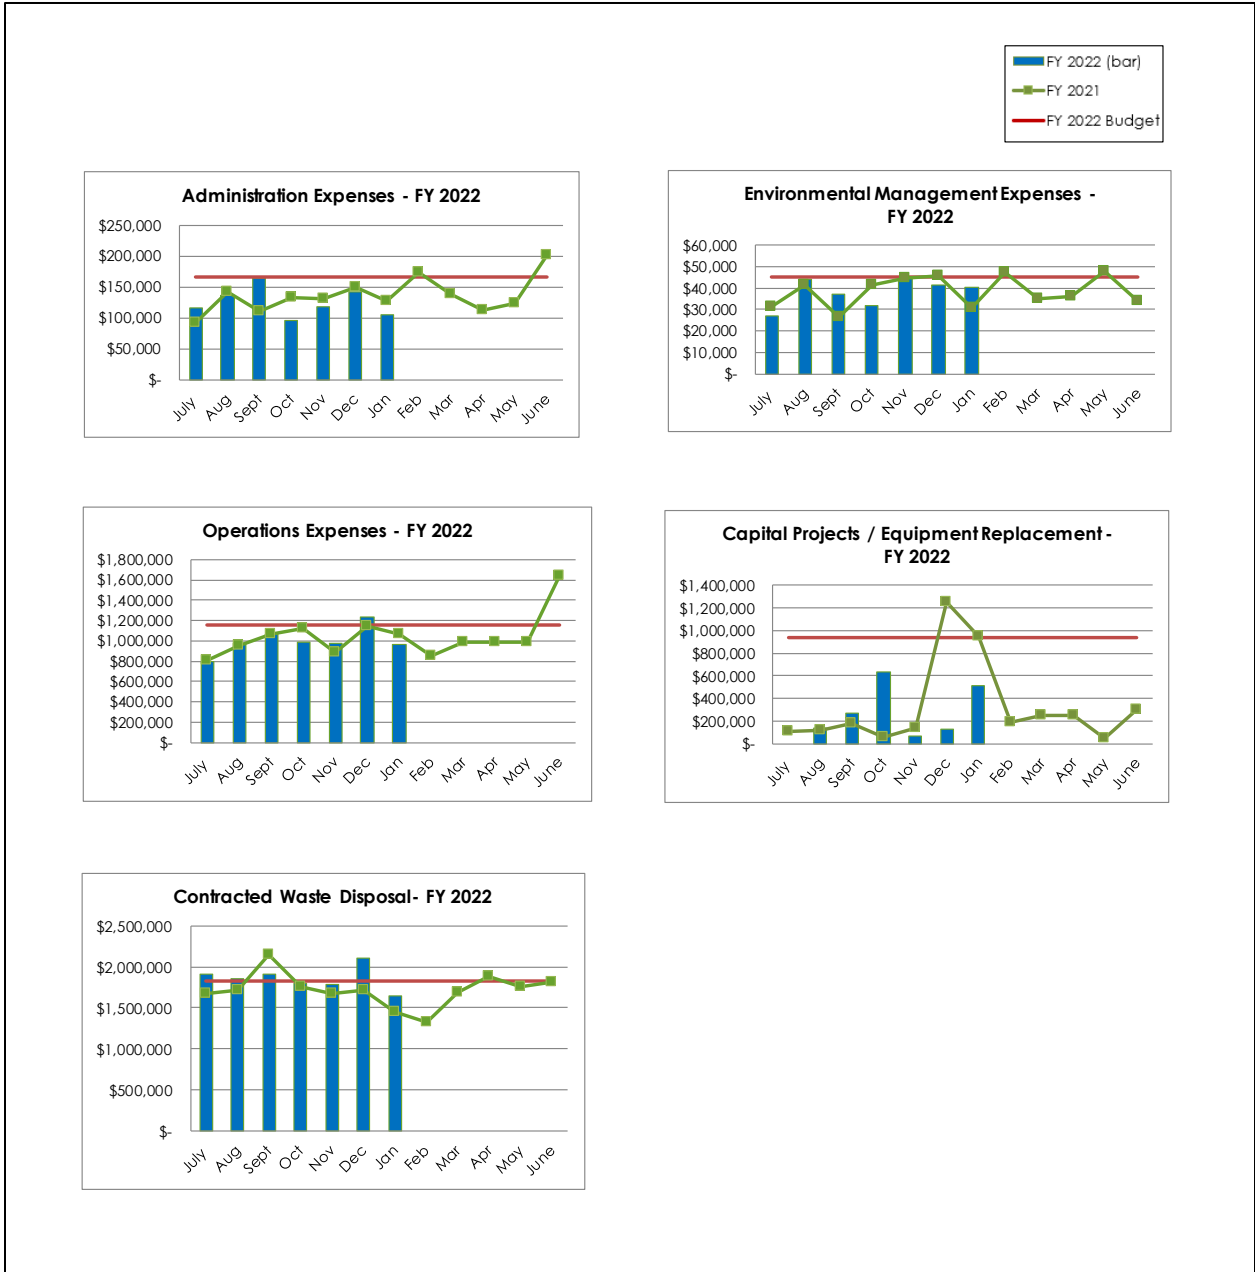 FY 2022 (bar)
FY 2021
FY 2022 Budget
Administration Expenses - FY 2022
$250,000
$200,000
$150,000
$100,000
$50,000
$-
July Aug Sept Oct Nov Dec Jan Feb Mar Apr May June
Environmental Management Expenses -
FY 2022
$60,000
$50,000
$40,000
$30,000
$20,000
$10,000
$-
July Aug Sept Oct Nov Dec Jan Feb Mar Apr May June
Operations Expenses - FY 2022
$1,800,000
$1,600,000
$1,400,000
$1,200,000
$1,000,000
$800,000
$600,000
$400,000
$200,000
$-
July Aug Sept Oct Nov Dec Jan Feb Mar Apr May June
Capital Projects / Equipment Replacement -
FY 2022
$1,400,000
$1,200,000
$1,000,000
$800,000
$600,000
$400,000
$200,000
$-
July Aug Sept Oct Nov Dec Jan Feb Mar Apr May June
Contracted Waste Disposal- FY 2022
$2,500,000
$2,000,000
$1,500,000
$1,000,000
$500,000
$-
July Aug Sept Oct Nov Dec Jan Feb Mar Apr May June